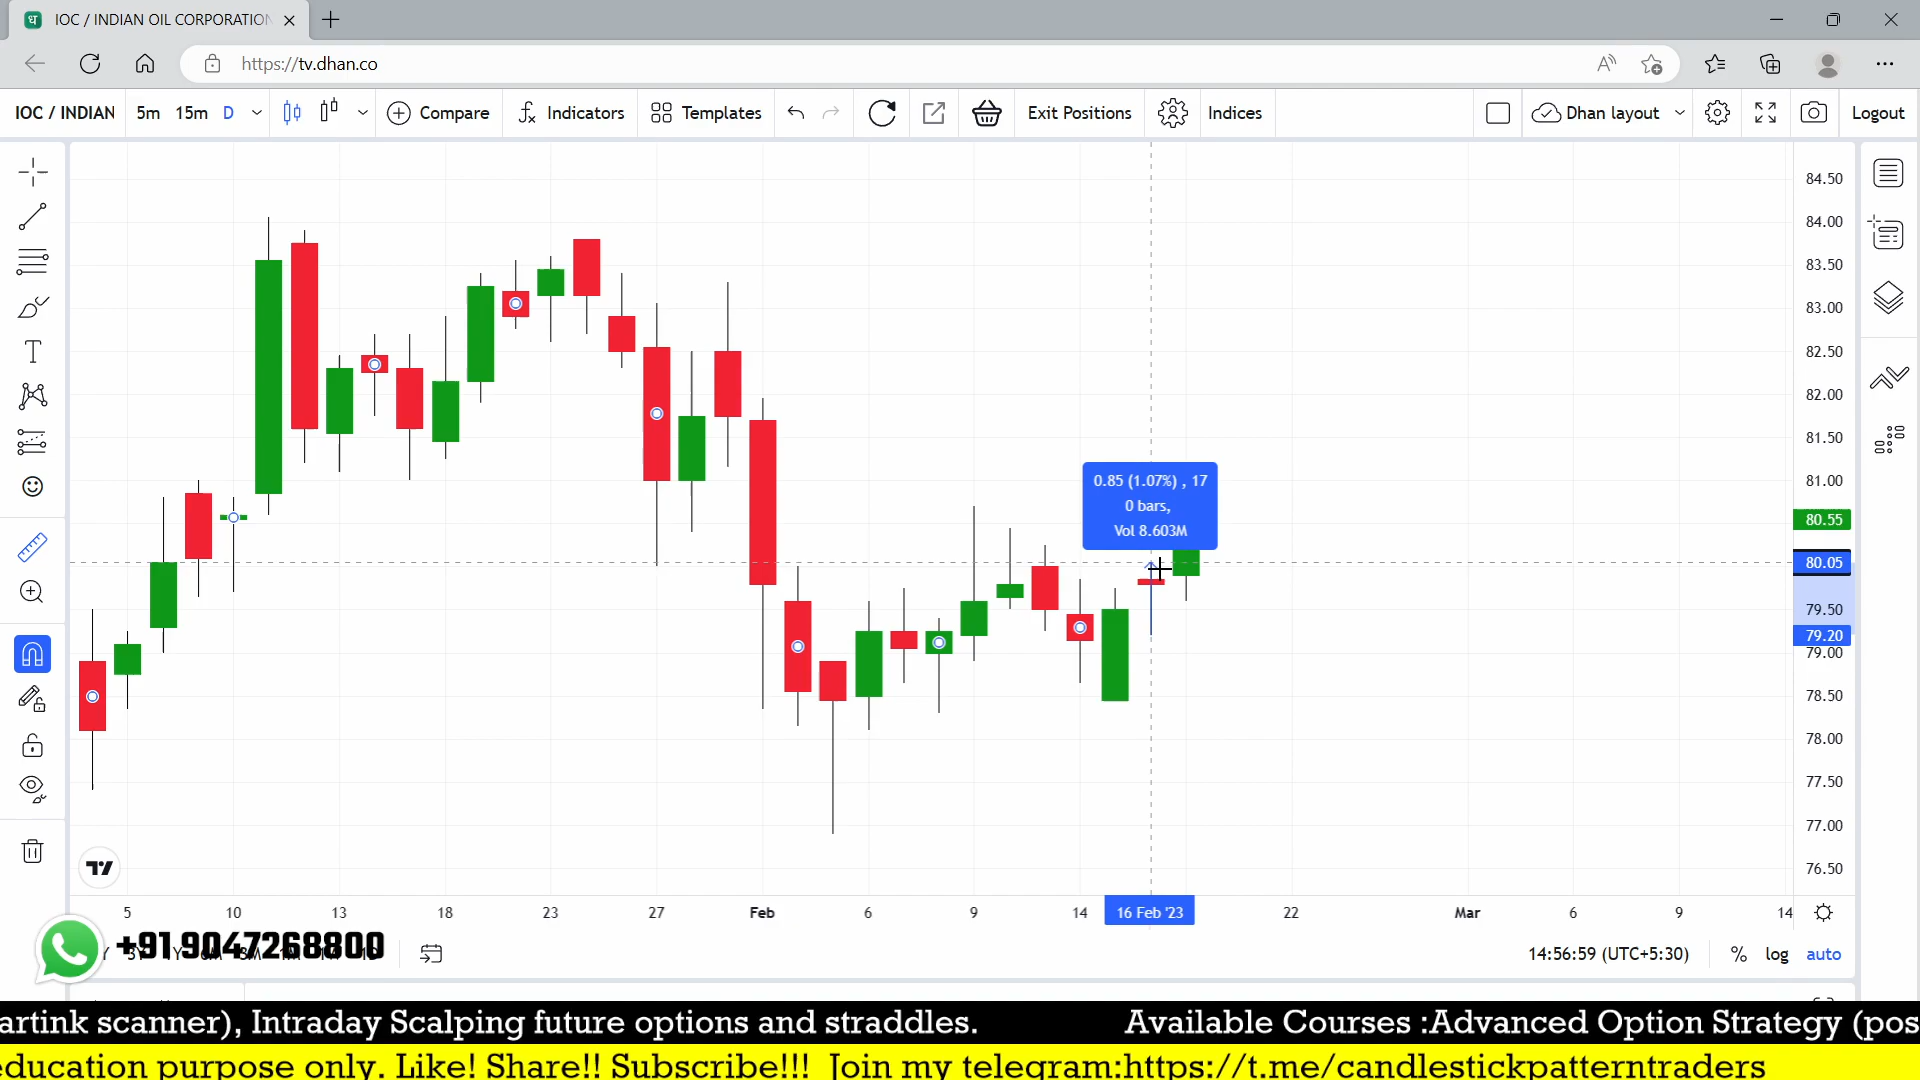 IOC / INDIAN OIL CORPORATION
https://tv.dhan.co
IOC / INDIAN 5m 15m D Compare Indicators Templates Exit Positions Indices Dhan layout Logout
84.50
84.00
83.50
83.00
82.50
82.00
81.50
81.00
80.55
80.05
79.50
79.20
79.00
78.50
78.00
77.50
77.00
76.50
0.85 (1.07%) , 17
0 bars,
Vol 8.603M
5 10 13 18 23 27 Feb 6 9 14 16 Feb '23 22 Mar 6 9 14
+91 9047268800
14:56:59 (UTC+5:30) % log auto
artink scanner), Intraday Scalping future options and straddles. Available Courses :Advanced Option Strategy (pos
education purpose only. Like! Share!! Subscribe!!! Join my telegram:https://t.me/candlestickpatterntraders